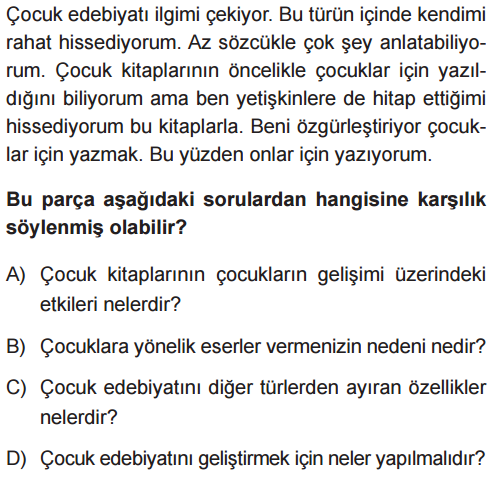 Çocuk edebiyatı ilgimi çekiyor. Bu türün içinde kendimi
rahat hissediyorum. Az sözcükle çok şey anlatabiliyo-
rum. Çocuk kitaplarının öncelikle çocuklar için yazıl-
dığını biliyorum ama ben yetişkinlere de hitap ettiğimi
hissediyorum bu kitaplarla. Beni özgürleştiriyor çocuk-
lar için yazmak. Bu yüzden onlar için yazıyorum.
Bu parça aşağıdaki sorulardan hangisine karşılık
söylenmiş olabilir?
A) Çocuk kitaplarının çocukların gelişimi üzerindeki
etkileri nelerdir?
B) Çocuklara yönelik eserler vermenizin nedeni nedir?
C) Çocuk edebiyatını diğer türlerden ayıran özellikler
nelerdir?
D) Çocuk edebiyatını geliştirmek için neler yapılmalıdır?